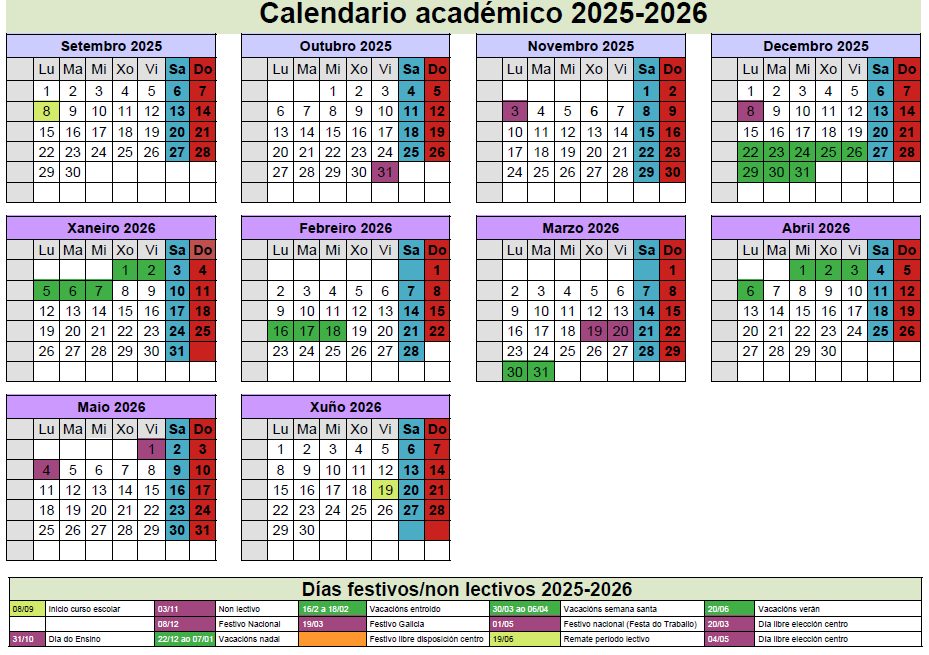 Calendario académico 2025-2026
Setembro 2025
Lu Ma Mi Xo Vi Sa Do
1 2 3 4 5 6 7
8 9 10 11 12 13 14
15 16 17 18 19 20 21
22 23 24 25 26 27 28
29 30
Outubro 2025
Lu Ma Mi Xo Vi Sa Do
1 2 3 4 5
6 7 8 9 10 11 12
13 14 15 16 17 18 19
20 21 22 23 24 25 26
27 28 29 30 31
Novembro 2025
Lu Ma Mi Xo Vi Sa Do
1 2
3 4 5 6 7 8 9
10 11 12 13 14 15 16
17 18 19 20 21 22 23
24 25 26 27 28 29 30
Decembro 2025
Lu Ma Mi Xo Vi Sa Do
1 2 3 4 5 6 7
8 9 10 11 12 13 14
15 16 17 18 19 20 21
22 23 24 25 26 27 28
29 30 31
Xaneiro 2026
Lu Ma Mi Xo Vi Sa Do
1 2 3 4
5 6 7 8 9 10 11
12 13 14 15 16 17 18
19 20 21 22 23 24 25
26 27 28 29 30 31
Febreiro 2026
Lu Ma Mi Xo Vi Sa Do
1
2 3 4 5 6 7 8
9 10 11 12 13 14 15
16 17 18 19 20 21 22
23 24 25 26 27 28
Marzo 2026
Lu Ma Mi Xo Vi Sa Do
1
2 3 4 5 6 7 8
9 10 11 12 13 14 15
16 17 18 19 20 21 22
23 24 25 26 27 28 29
30 31
Abril 2026
Lu Ma Mi Xo Vi Sa Do
1 2 3 4 5
6 7 8 9 10 11 12
13 14 15 16 17 18 19
20 21 22 23 24 25 26
27 28 29 30
Maio 2026
Lu Ma Mi Xo Vi Sa Do
1 2 3
4 5 6 7 8 9 10
11 12 13 14 15 16 17
18 19 20 21 22 23 24
25 26 27 28 29 30 31
Xuño 2026
Lu Ma Mi Xo Vi Sa Do
1 2 3 4 5 6 7
8 9 10 11 12 13 14
15 16 17 18 19 20 21
22 23 24 25 26 27 28
29 30
Días festivos/non lectivos 2025-2026
08/09 Inicio curso escolar 03/11 Non lectivo 16/2 a 18/02 Vacacións entroido 30/03 ao 06/04 Vacacións semana santa 20/06 Vacacións verán
08/12 Festivo Nacional 19/03 Festivo Galicia 01/05 Festivo nacional (Festa do Traballo) 20/03 Día libre elección centro
31/10 Día do Ensino 22/12 ao 07/01 Vacacións nadal Festivo libre disposición centro 19/06 Remate período lectivo 04/05 Día libre elección centro